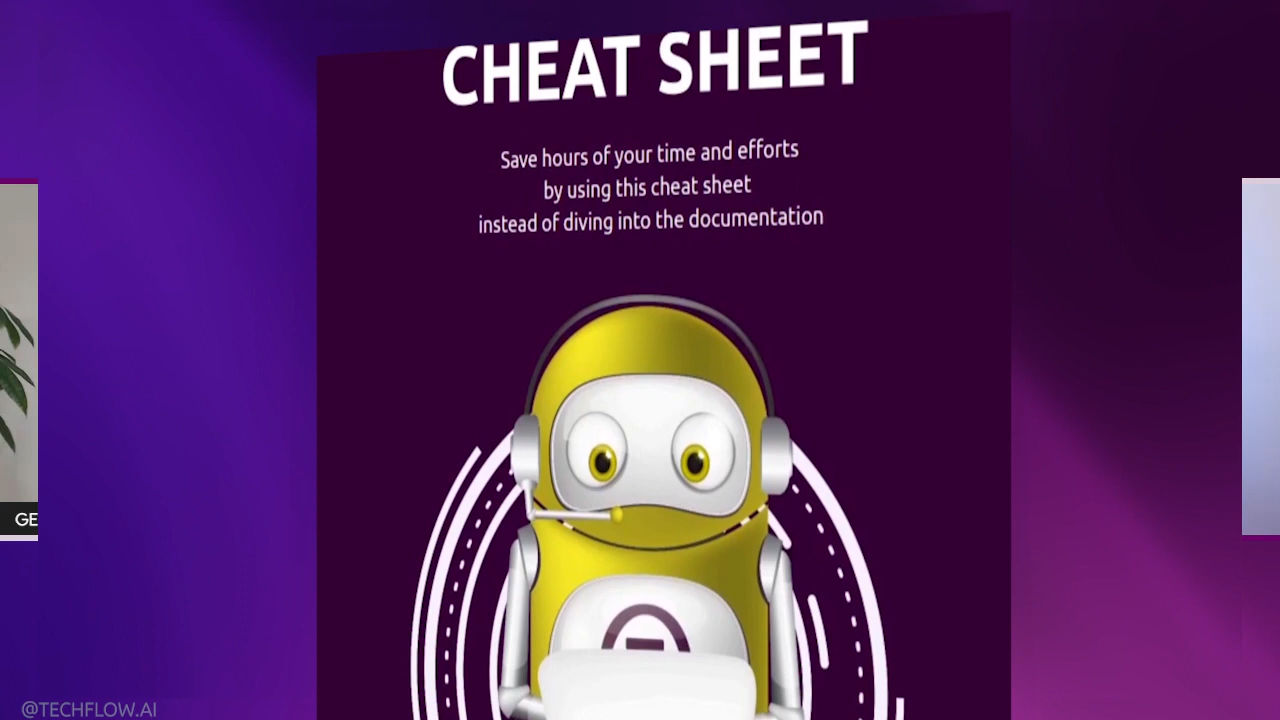 CHEAT SHEET
Save hours of your time and efforts
by using this cheat sheet
instead of diving into the documentation
GE
@TECHFLOW.AI